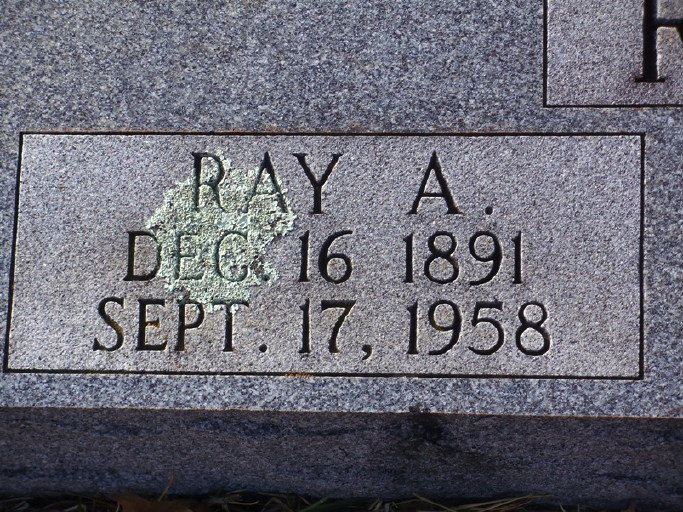 RAY A.
DEC. 16 1891
SEPT. 17, 1958